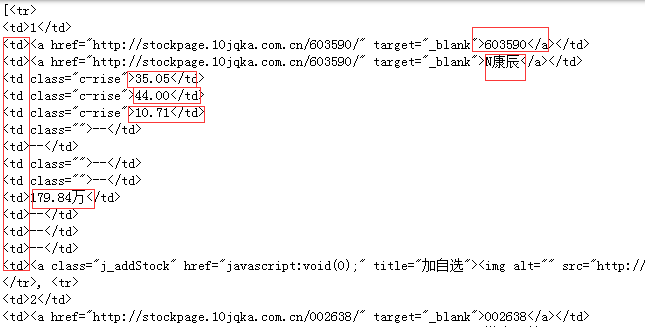 [<tr>
<td>1</td>
<td><a href="http://stockpage.10jqka.com.cn/603590/" target="_blank">603590</a></td>
<td><a href="http://stockpage.10jqka.com.cn/603590/" target="_blank">N康辰</a></td>
<td class="c-rise">35.05</td>
<td class="c-rise">44.00</td>
<td class="c-rise">10.71</td>
<td class="">--</td>
<td>--</td>
<td class="">--</td>
<td class="">--</td>
<td>179.84万</td>
<td>--</td>
<td>--</td>
<td>--</td>
<td><a class="j_addStock" href="javascript:void(0);" title="加自选"><img alt="" src="http://
</tr>, <tr>
<td>2</td>
<td><a href="http://stockpage.10jqka.com.cn/002638/" target="_blank">002638</a></td>